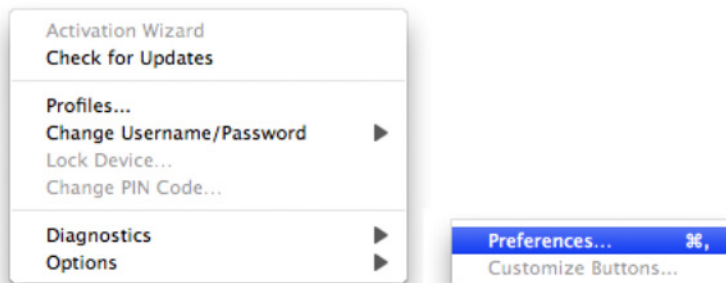 Activation Wizard
Check for Updates
Profiles...
Change Username/Password
Lock Device...
Change PIN Code...
Diagnostics
Options
Preferences... ⌘,
Customize Buttons...